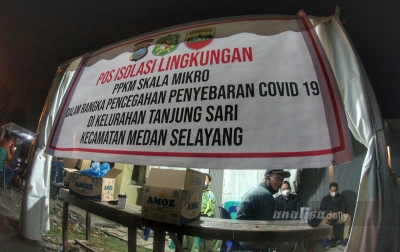 POS ISOLASI LINGKUNGAN
PPKM SKALA MIKRO
DALAM RANGKA PENCEGAHAN PENYEBARAN COVID 19
DI KELURAHAN TANJUNG SARI
KECAMATAN MEDAN SELAYANG
AMOZ
AMOZ
analisadaily